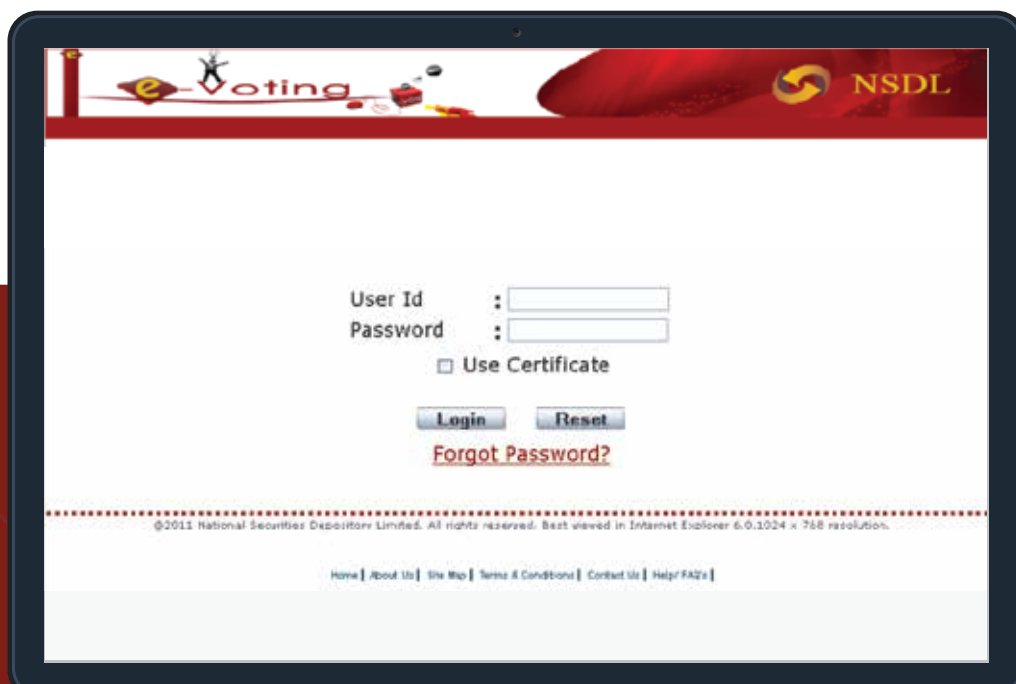 e
e-Voting
NSDL
User Id :
Password :
Use Certificate
Login Reset
Forgot Password?
@2011 National Securities Depository Limited. All rights reserved. Best viewed in Internet Explorer 6.0.1024 x 768 resolution.
Home | About Us | Site Map | Terms & Conditions | Contact Us | Help/ FAQ's |